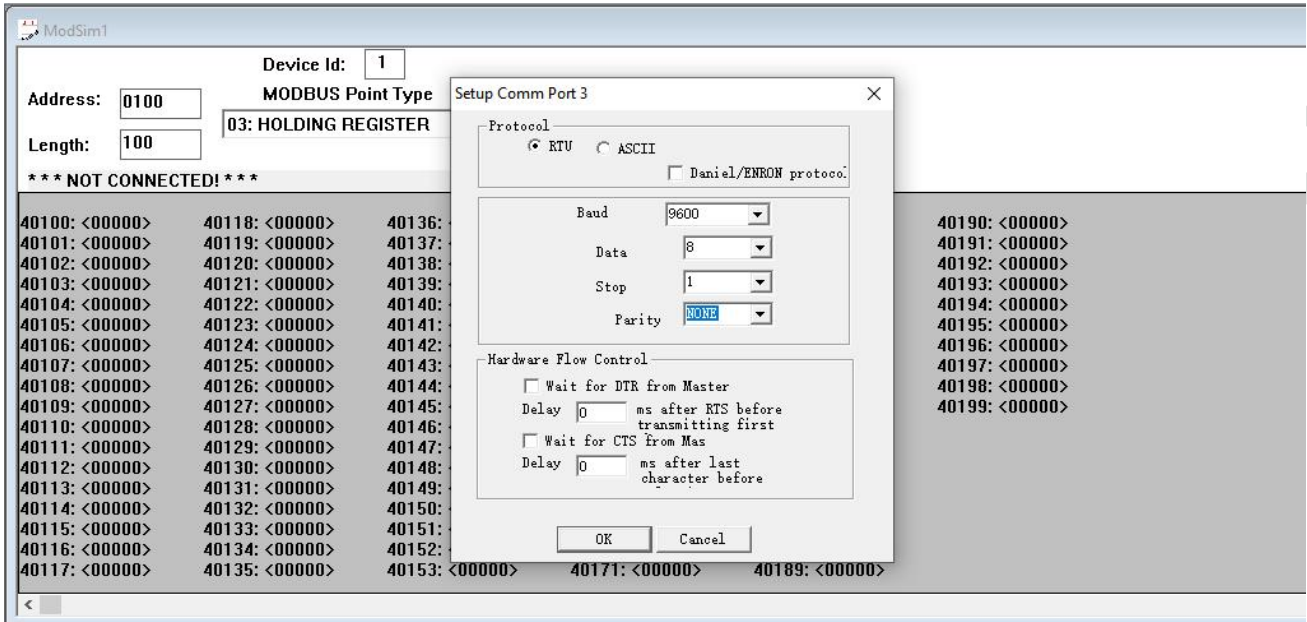 ModSim1
Device Id: 1
Address: 0100
MODBUS Point Type
03: HOLDING REGISTER
Length: 100
* * * NOT CONNECTED! * * *
Setup Comm Port 3
Protocol
RTU ASCII
Daniel/ENRON protocol
Baud 9600
Data 8
Stop 1
Parity NONE
Hardware Flow Control
Wait for DTR from Master
Delay 0 ms after RTS before
transmitting first
Wait for CTS from Mas
Delay 0 ms after last
character before
OK Cancel
40100: <00000> 40118: <00000> 40136: 40190: <00000>
40101: <00000> 40119: <00000> 40137: 40191: <00000>
40102: <00000> 40120: <00000> 40138: 40192: <00000>
40103: <00000> 40121: <00000> 40139: 40193: <00000>
40104: <00000> 40122: <00000> 40140: 40194: <00000>
40105: <00000> 40123: <00000> 40141: 40195: <00000>
40106: <00000> 40124: <00000> 40142: 40196: <00000>
40107: <00000> 40125: <00000> 40143: 40197: <00000>
40108: <00000> 40126: <00000> 40144: 40198: <00000>
40109: <00000> 40127: <00000> 40145: 40199: <00000>
40110: <00000> 40128: <00000> 40146:
40111: <00000> 40129: <00000> 40147:
40112: <00000> 40130: <00000> 40148:
40113: <00000> 40131: <00000> 40149:
40114: <00000> 40132: <00000> 40150:
40115: <00000> 40133: <00000> 40151:
40116: <00000> 40134: <00000> 40152:
40117: <00000> 40135: <00000> 40153: <00000> 40171: <00000> 40189: <00000>